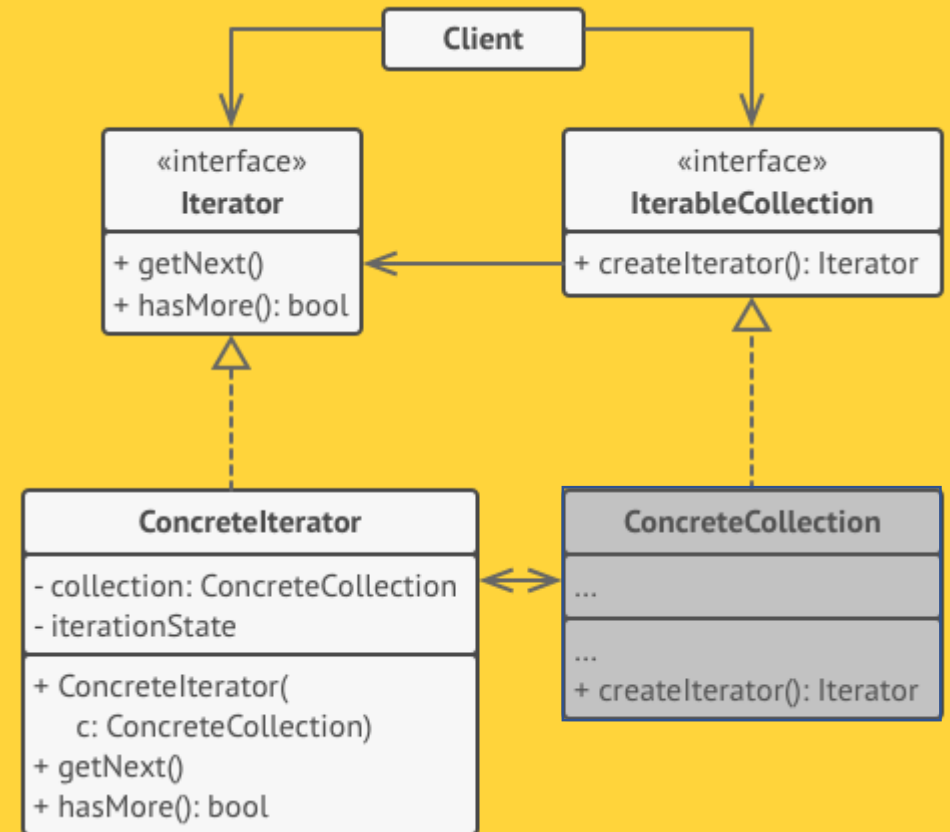 Client
«interface»
Iterator
+ getNext()
+ hasMore(): bool
«interface»
IterableCollection
+ createIterator(): Iterator
ConcreteIterator
- collection: ConcreteCollection
- iterationState
+ ConcreteIterator(
c: ConcreteCollection)
+ getNext()
+ hasMore(): bool
ConcreteCollection
...
...
+ createIterator(): Iterator